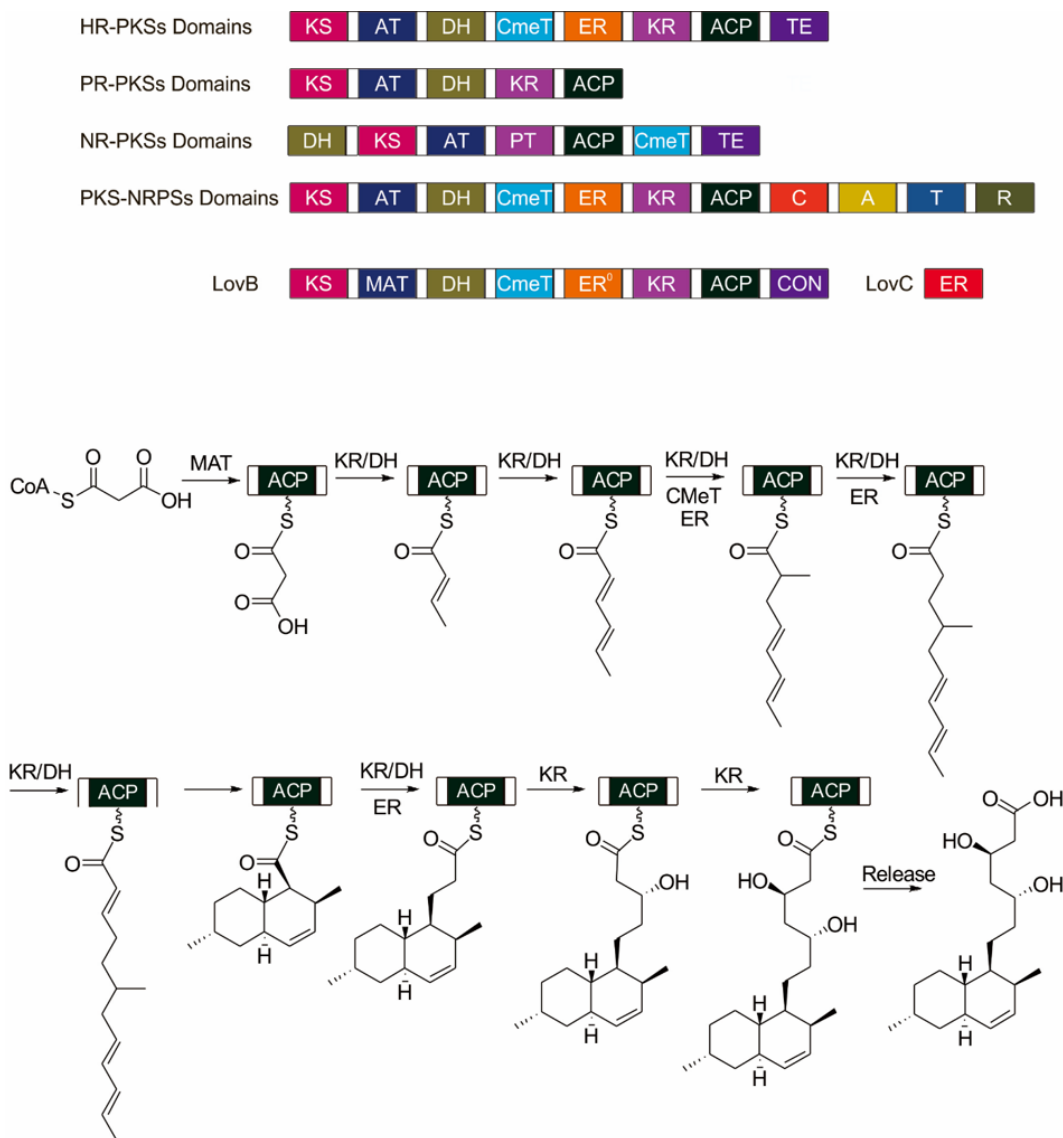 HR-PKSs Domains KS AT DH CmeT ER KR ACP TE
PR-PKSs Domains KS AT DH KR ACP
NR-PKSs Domains DH KS AT PT ACP CmeT TE
PKS-NRPSs Domains KS AT DH CmeT ER KR ACP C A T R
LovB KS MAT DH CmeT ER⁰ KR ACP CON LovC ER
CoA S O O OH
MAT
ACP S O O OH
KR/DH
ACP S O
KR/DH
ACP S O
KR/DH
CMeT
ER
ACP S O
KR/DH
ER
ACP S O
KR/DH
ACP S O
ACP S O H H
KR/DH
ER
ACP S O H H
KR
ACP S O OH H H
KR
ACP S O HO OH H H
Release
O OH HO OH H H